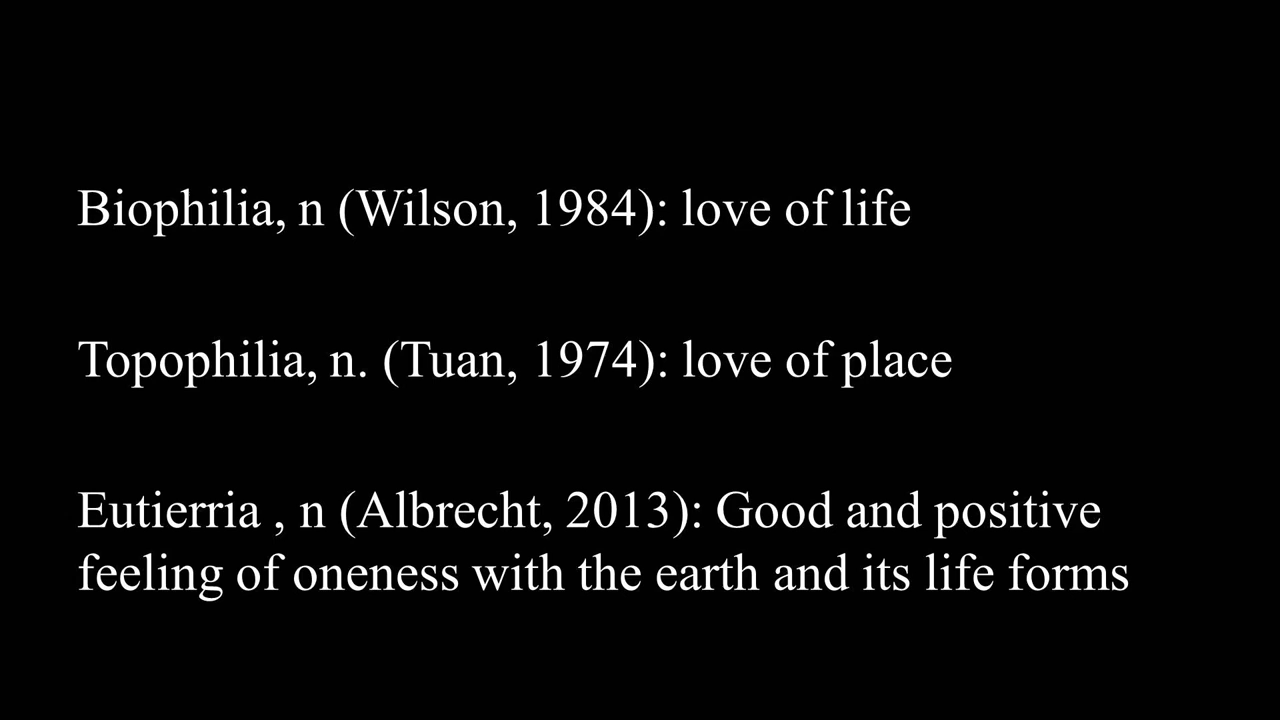 Biophilia, n (Wilson, 1984): love of life
Topophilia, n. (Tuan, 1974): love of place
Eutierria , n (Albrecht, 2013): Good and positive
feeling of oneness with the earth and its life forms